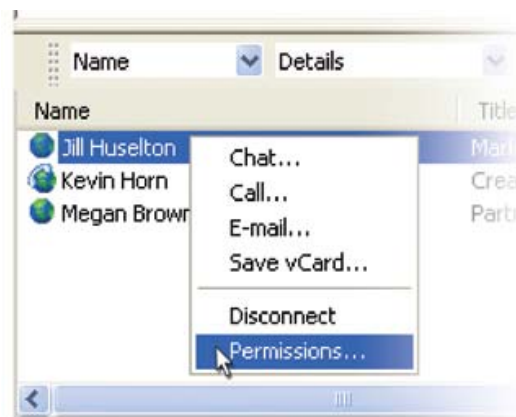 Name Details
Name Title
Jill Huselton
Kevin Horn
Megan Brown
Chat...
Call...
E-mail...
Save vCard...
Disconnect
Permissions...